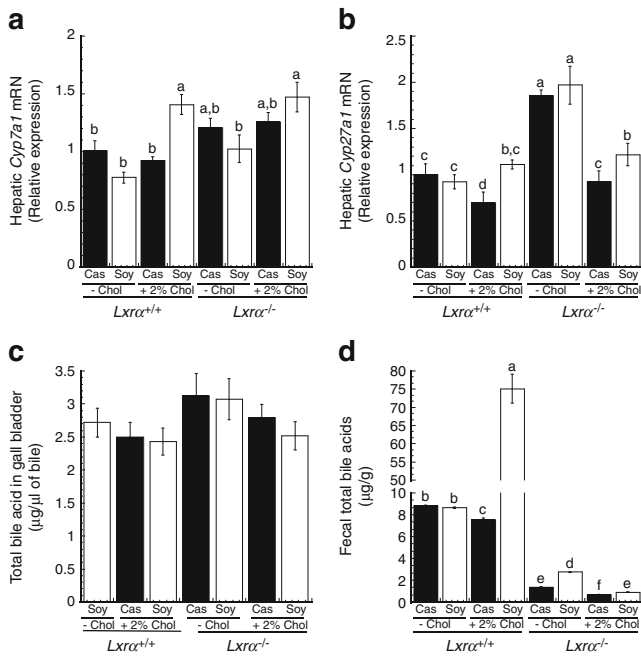 a
Hepatic Cyp7a1 mRN
(Relative expression)
2
1.5
1
0.5
0
b
b
b
a
a,b
b
a,b
a
Cas Soy Cas Soy Cas Soy Cas Soy
- Chol + 2% Chol - Chol + 2% Chol
Lxrα+/+ Lxrα-/-
b
Hepatic Cyp27a1 mRN
(Relative expression)
2.5
2
1.5
1
0.5
0
c
c
d
b,c
a
a
c
b
Cas Soy Cas Soy Cas Soy Cas Soy
- Chol + 2% Chol - Chol + 2% Chol
Lxrα+/+ Lxrα-/-
c
Total bile acid in gall bladder
(µg/µl of bile)
3.5
3
2.5
2
1.5
1
0.5
0
Soy Cas Soy Cas Soy Cas Soy
- Chol + 2% Chol - Chol + 2% Chol
Lxrα+/+ Lxrα-/-
d
Fecal total bile acids
(µg/g)
80
75
70
65
60
55
50
10
8
6
4
2
0
b
b
c
a
e
d
f
e
Cas Soy Cas Soy Cas Soy Cas Soy
- Chol + 2% Chol - Chol + 2% Chol
Lxrα+/+ Lxrα-/-